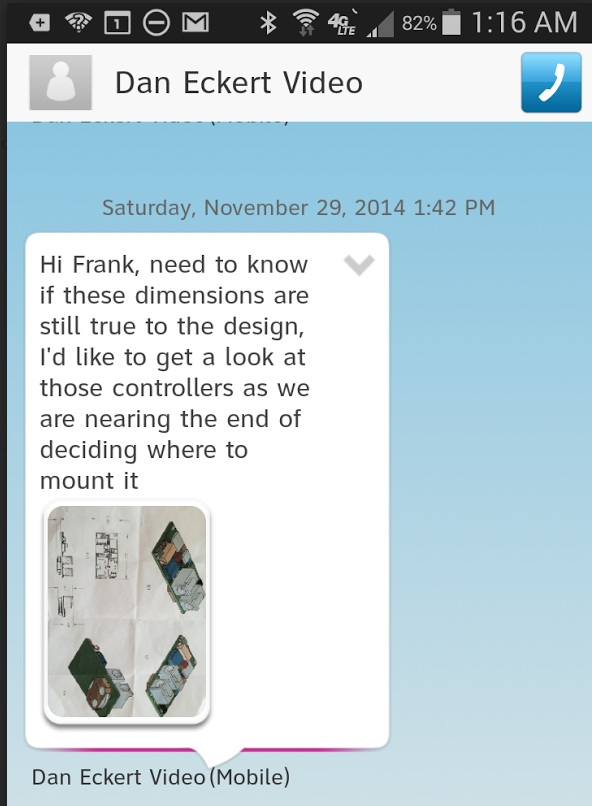 1
4G LTE
82%
1:16 AM
Dan Eckert Video
Dan Eckert Video (Mobile)
Saturday, November 29, 2014 1:42 PM
Hi Frank, need to know
if these dimensions are
still true to the design,
I'd like to get a look at
those controllers as we
are nearing the end of
deciding where to
mount it
Dan Eckert Video (Mobile)